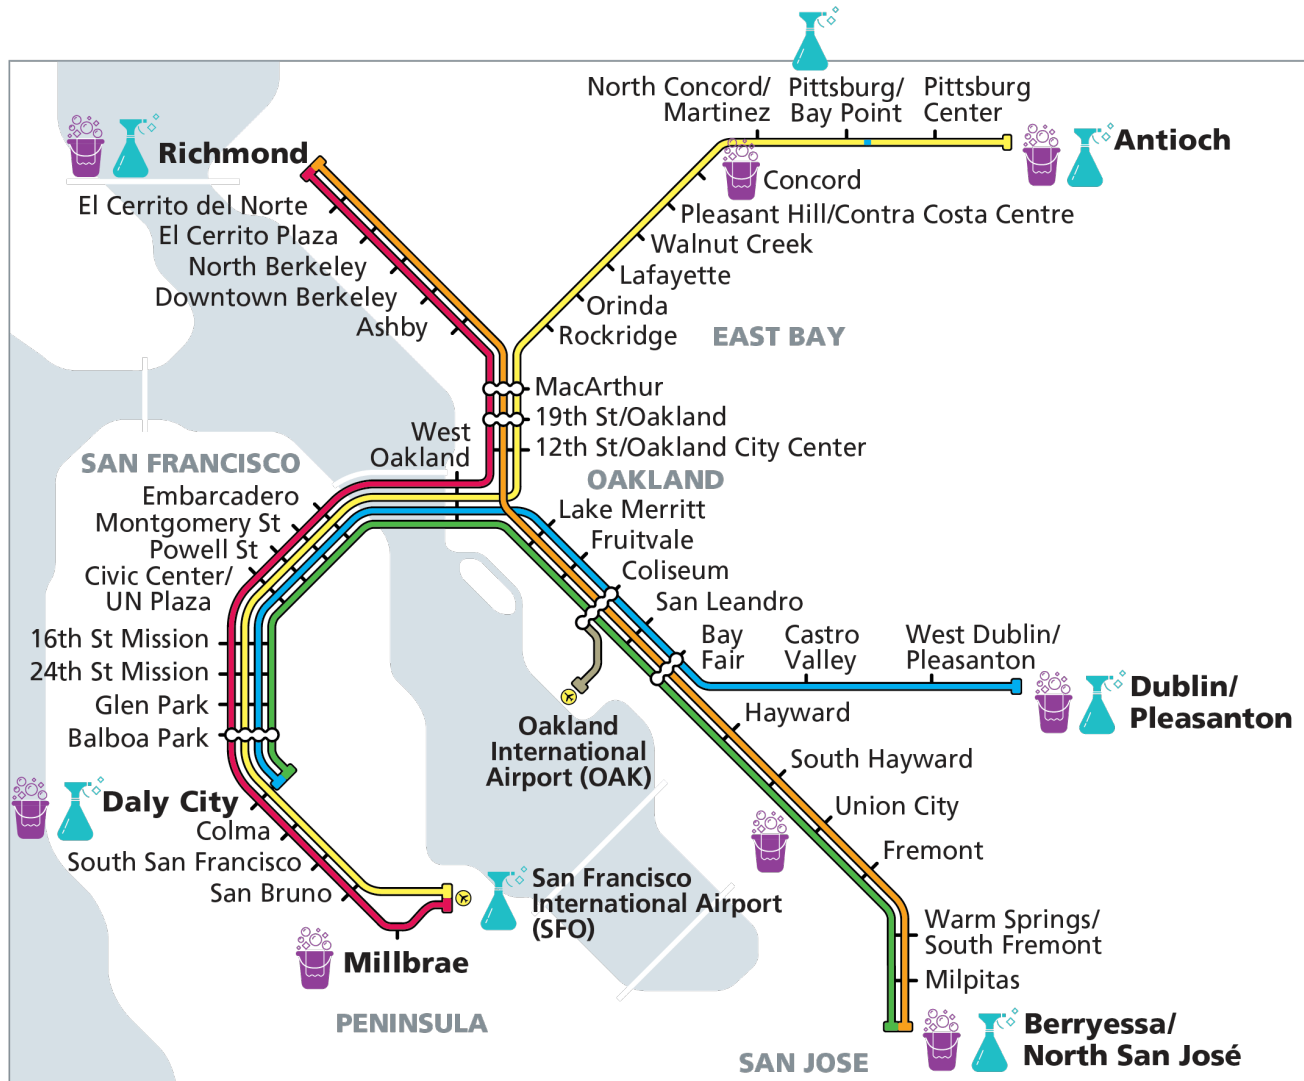 North Concord/
Martinez
Pittsburg/
Bay Point
Pittsburg
Center
Antioch
Richmond
Concord
El Cerrito del Norte
Pleasant Hill/Contra Costa Centre
El Cerrito Plaza
Walnut Creek
North Berkeley
Lafayette
Downtown Berkeley
Orinda
Ashby
Rockridge
EAST BAY
MacArthur
19th St/Oakland
West
Oakland
12th St/Oakland City Center
SAN FRANCISCO
OAKLAND
Embarcadero
Lake Merritt
Montgomery St
Fruitvale
Powell St
Coliseum
Civic Center/
UN Plaza
San Leandro
16th St Mission
Bay
Fair
Castro
Valley
West Dublin/
Pleasanton
24th St Mission
Dublin/
Pleasanton
Glen Park
Hayward
Balboa Park
Oakland
International
Airport (OAK)
South Hayward
Daly City
Union City
Colma
Fremont
South San Francisco
San Bruno
San Francisco
International Airport
(SFO)
Warm Springs/
South Fremont
Millbrae
Milpitas
PENINSULA
Berryessa/
North San José
SAN JOSE